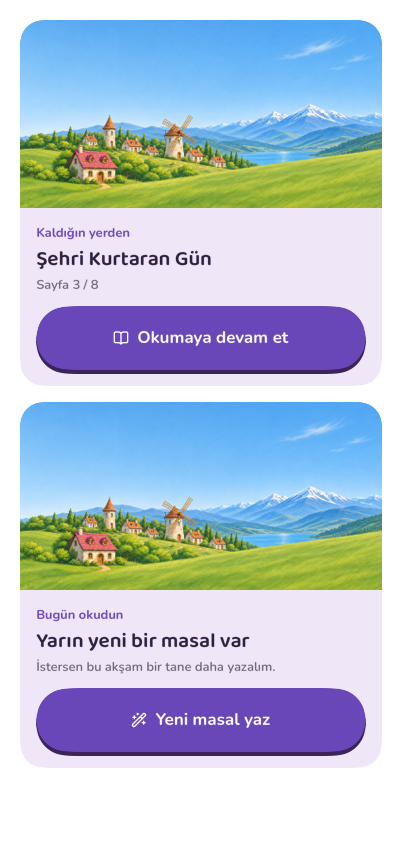 Kaldığın yerden
Şehri Kurtaran Gün
Sayfa 3 / 8
Okumaya devam et
Bugün okudun
Yarın yeni bir masal var
İstersen bu akşam bir tane daha yazalım.
Yeni masal yaz